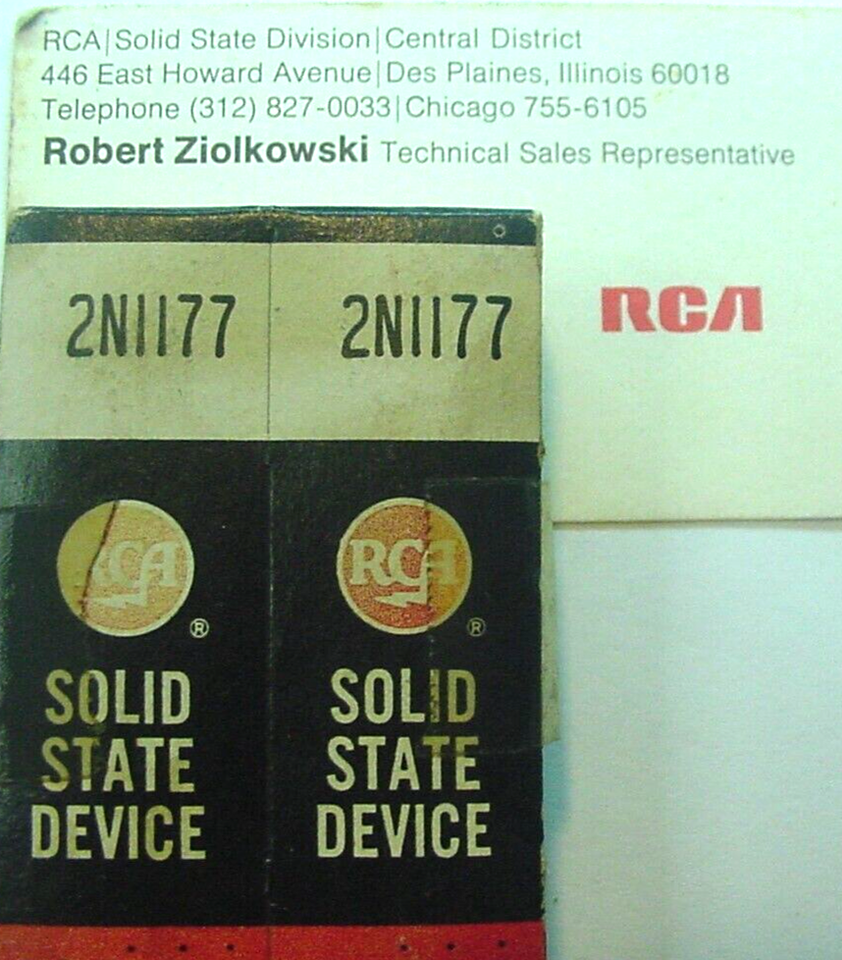 RCA|Solid State Division|Central District
446 East Howard Avenue|Des Plaines, Illinois 60018
Telephone (312) 827-0033|Chicago 755-6105
Robert Ziolkowski Technical Sales Representative
RCA
2N1177 2N1177
RCA ® RCA ®
SOLID SOLID
STATE STATE
DEVICE DEVICE